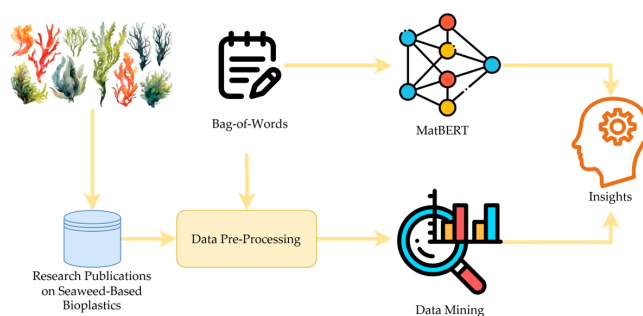 Bag-of-Words
MatBERT
Insights
Data Pre-Processing
Research Publications
on Seaweed-Based
Bioplastics
Data Mining